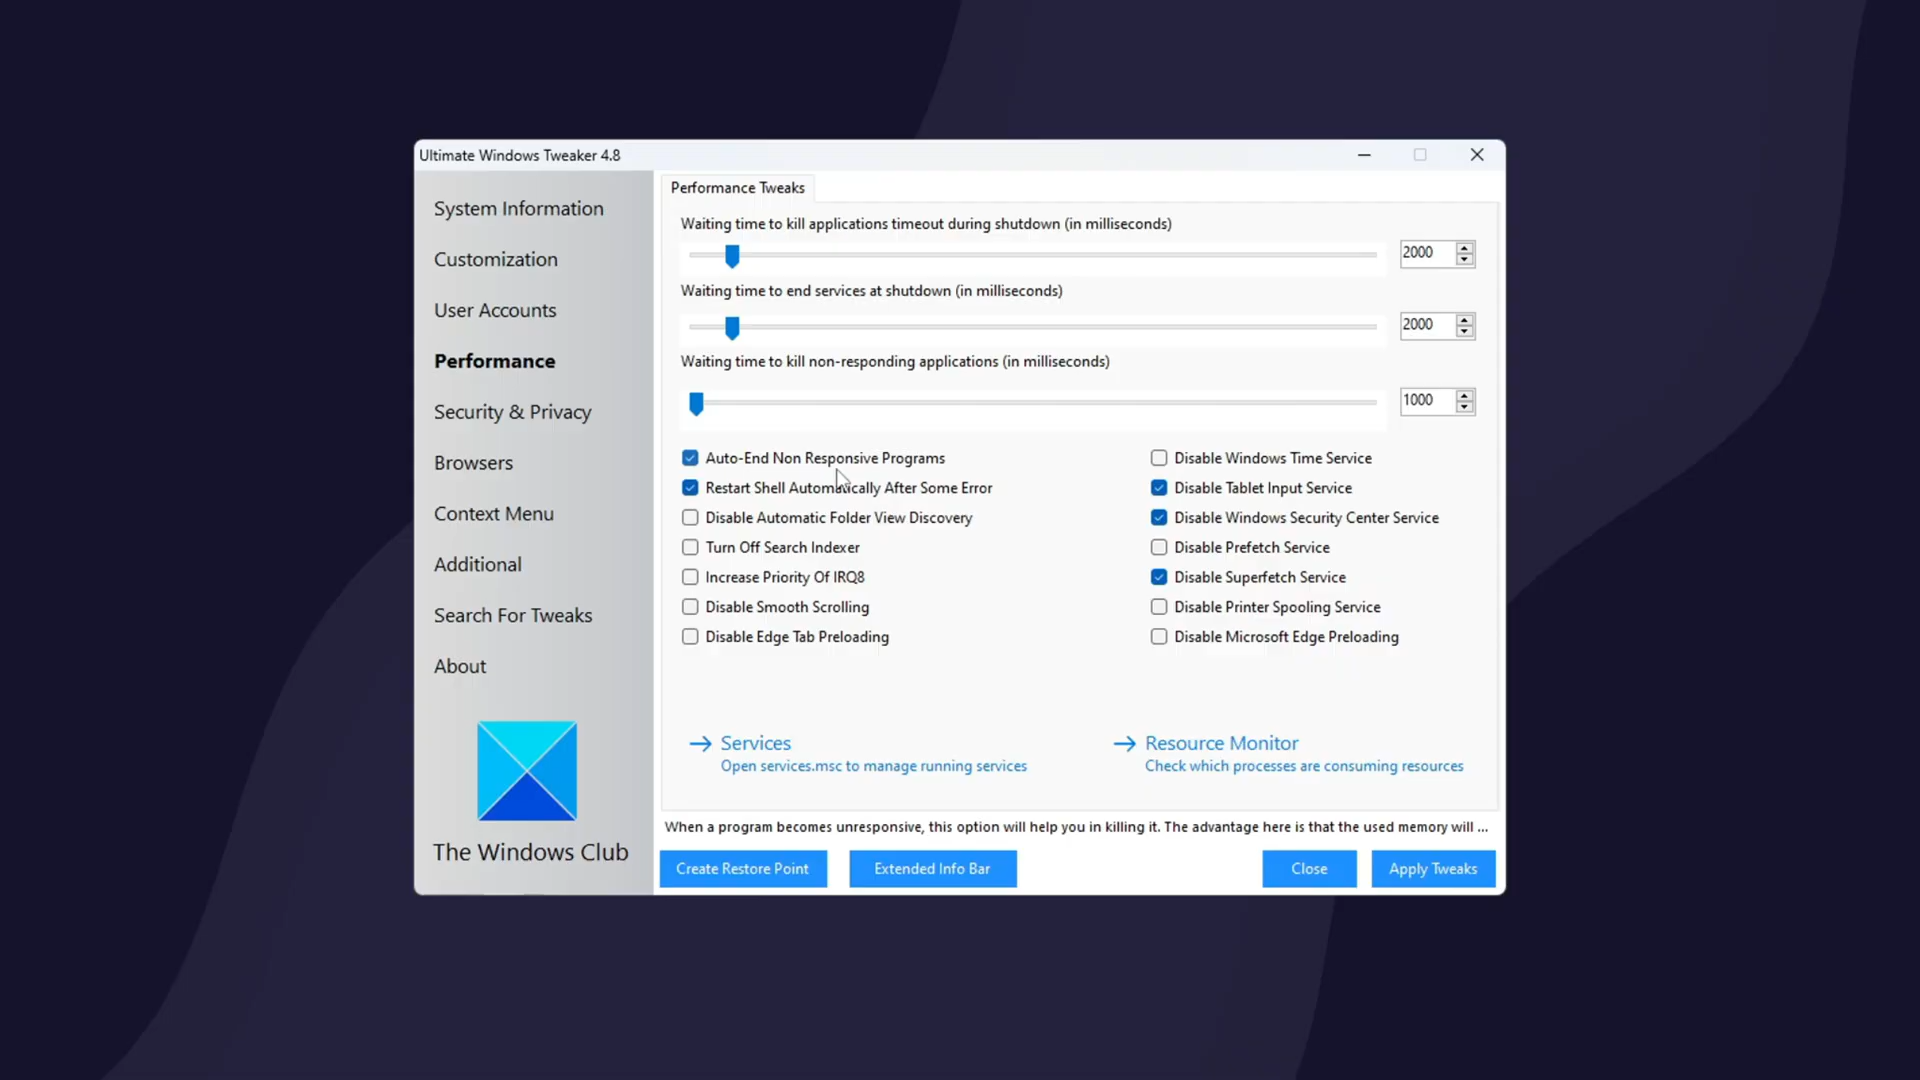 Ultimate Windows Tweaker 4.8
System Information
Customization
User Accounts
Performance
Security & Privacy
Browsers
Context Menu
Additional
Search For Tweaks
About
The Windows Club
Performance Tweaks
Waiting time to kill applications timeout during shutdown (in milliseconds)
2000
Waiting time to end services at shutdown (in milliseconds)
2000
Waiting time to kill non-responding applications (in milliseconds)
1000
Auto-End Non Responsive Programs
Restart Shell Automatically After Some Error
Disable Automatic Folder View Discovery
Turn Off Search Indexer
Increase Priority Of IRQ8
Disable Smooth Scrolling
Disable Edge Tab Preloading
Disable Windows Time Service
Disable Tablet Input Service
Disable Windows Security Center Service
Disable Prefetch Service
Disable Superfetch Service
Disable Printer Spooling Service
Disable Microsoft Edge Preloading
Services
Open services.msc to manage running services
Resource Monitor
Check which processes are consuming resources
When a program becomes unresponsive, this option will help you in killing it. The advantage here is that the used memory will ...
Create Restore Point
Extended Info Bar
Close
Apply Tweaks